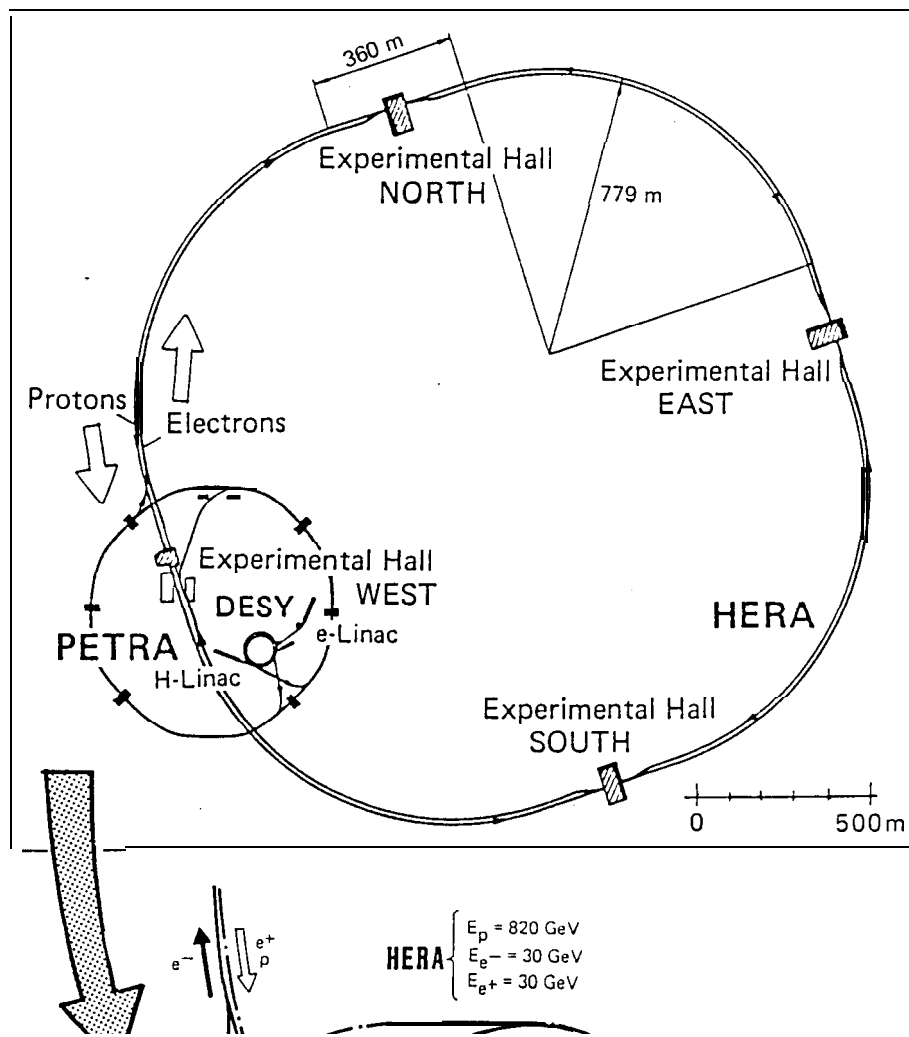 360 m
Experimental Hall
NORTH
779 m
Experimental Hall
EAST
Protons
Electrons
Experimental Hall
WEST
DESY
e-Linac
PETRA
H-Linac
HERA
Experimental Hall
SOUTH
0 500m
e−
e+
p
HERA
Ep = 820 GeV
Ee− = 30 GeV
Ee+ = 30 GeV